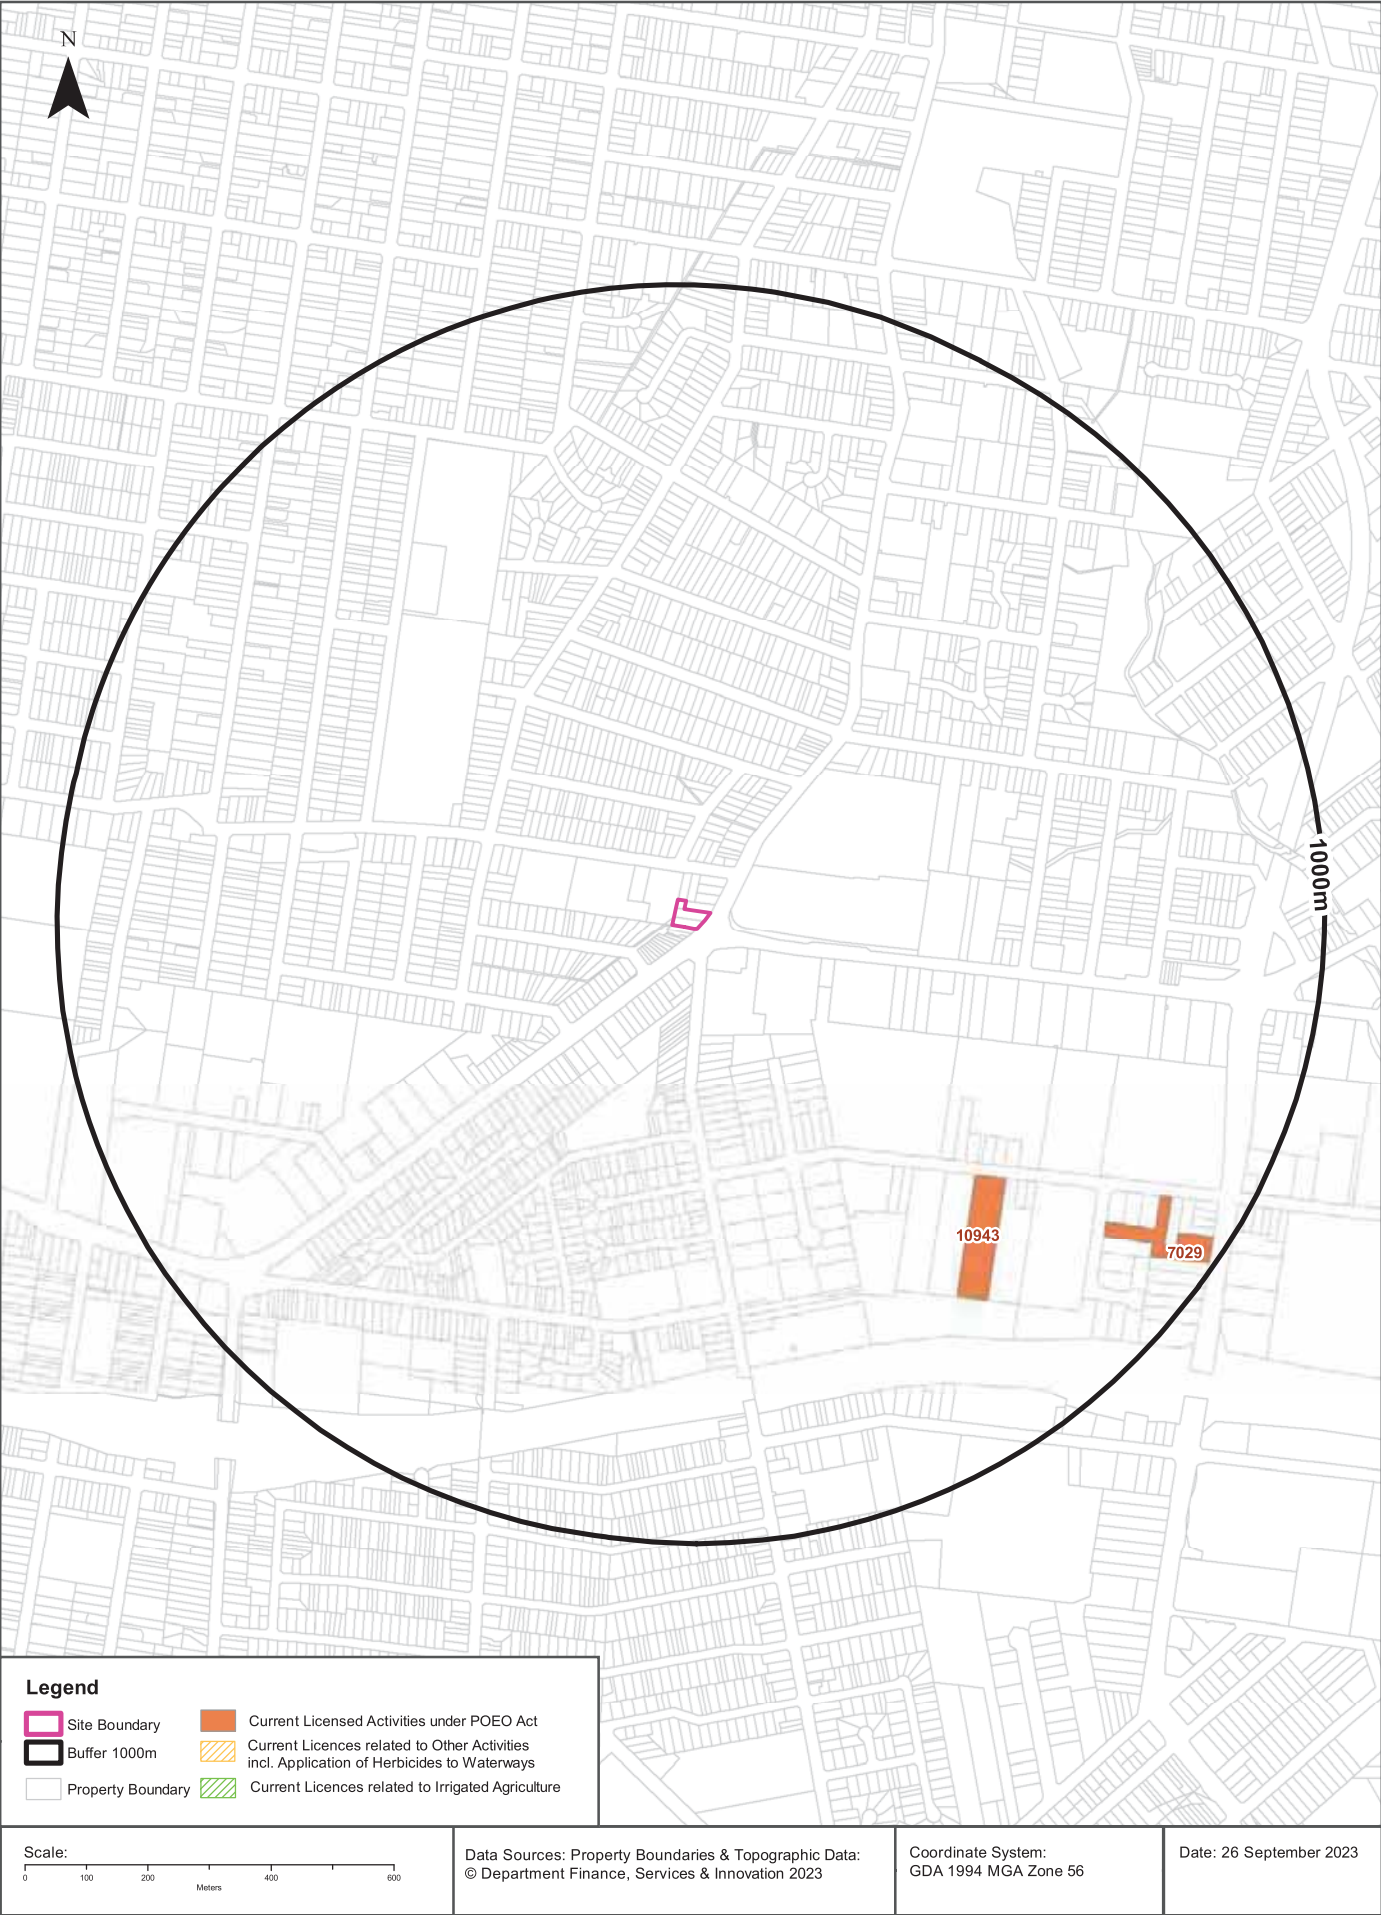 N
1000m
10943
7029
Legend
Site Boundary
Buffer 1000m
Property Boundary
Current Licensed Activities under POEO Act
Current Licences related to Other Activities
incl. Application of Herbicides to Waterways
Current Licences related to Irrigated Agriculture
Scale:
0 100 200 400 600
Meters
Data Sources: Property Boundaries & Topographic Data:
© Department Finance, Services & Innovation 2023
Coordinate System:
GDA 1994 MGA Zone 56
Date: 26 September 2023